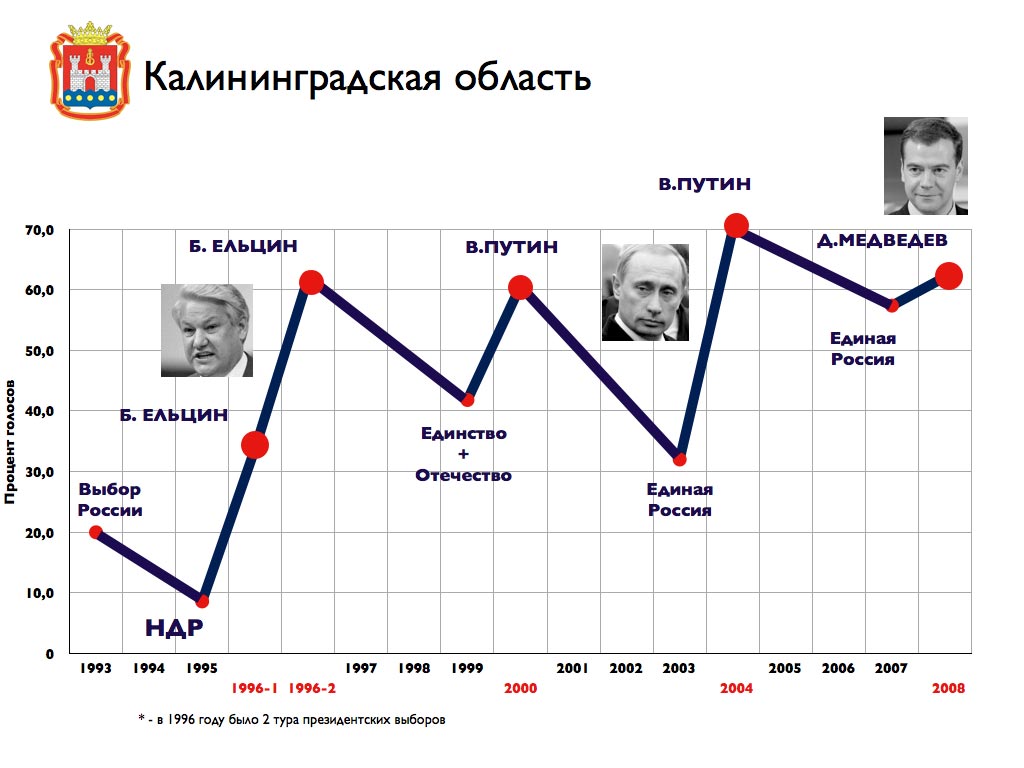 Калининградская область
В.ПУТИН
70,0
Б. ЕЛЬЦИН
В.ПУТИН
Д.МЕДВЕДЕВ
60,0
Единая
Россия
50,0
40,0
Б. ЕЛЬЦИН
Единство
+
Отечество
Процент голосов
30,0
Выбор
России
Единая
Россия
20,0
10,0
НДР
0
1993 1994 1995 1997 1998 1999 2001 2002 2003 2005 2006 2007
1996-1 1996-2 2000 2004 2008
* - в 1996 году было 2 тура президентских выборов